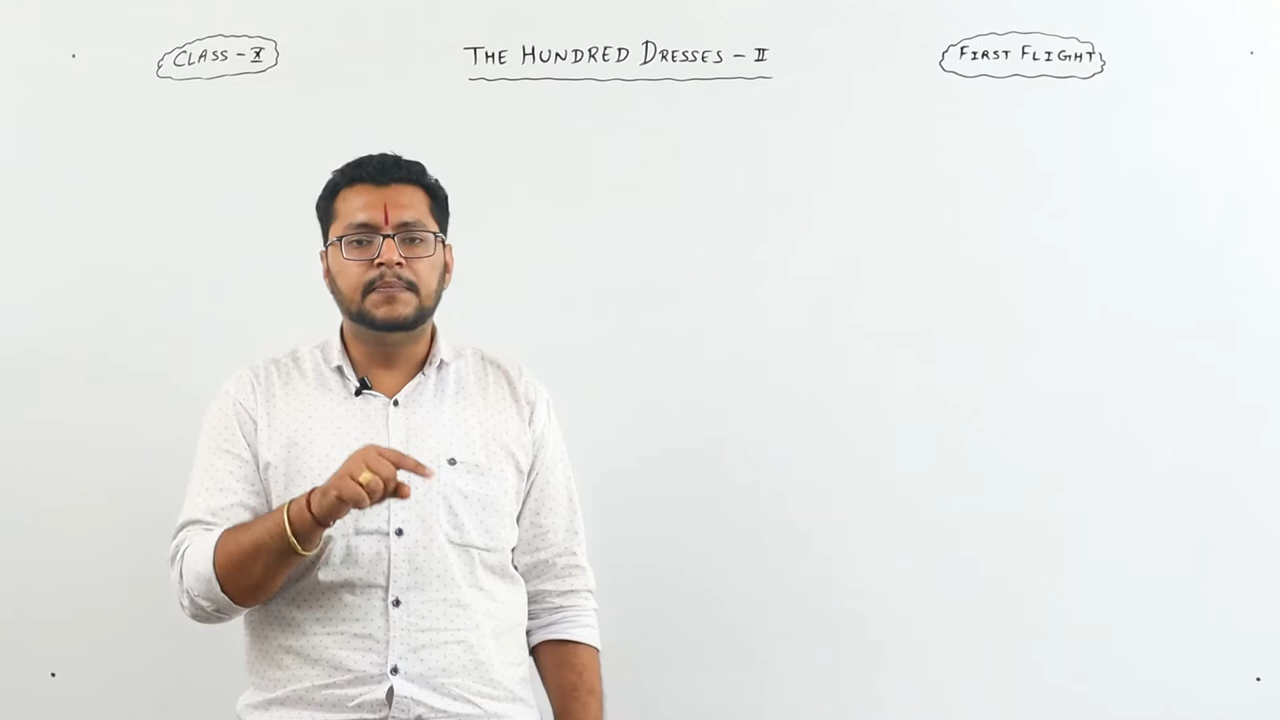 CLASS - X
THE HUNDRED DRESSES - II
FIRST FLIGHT